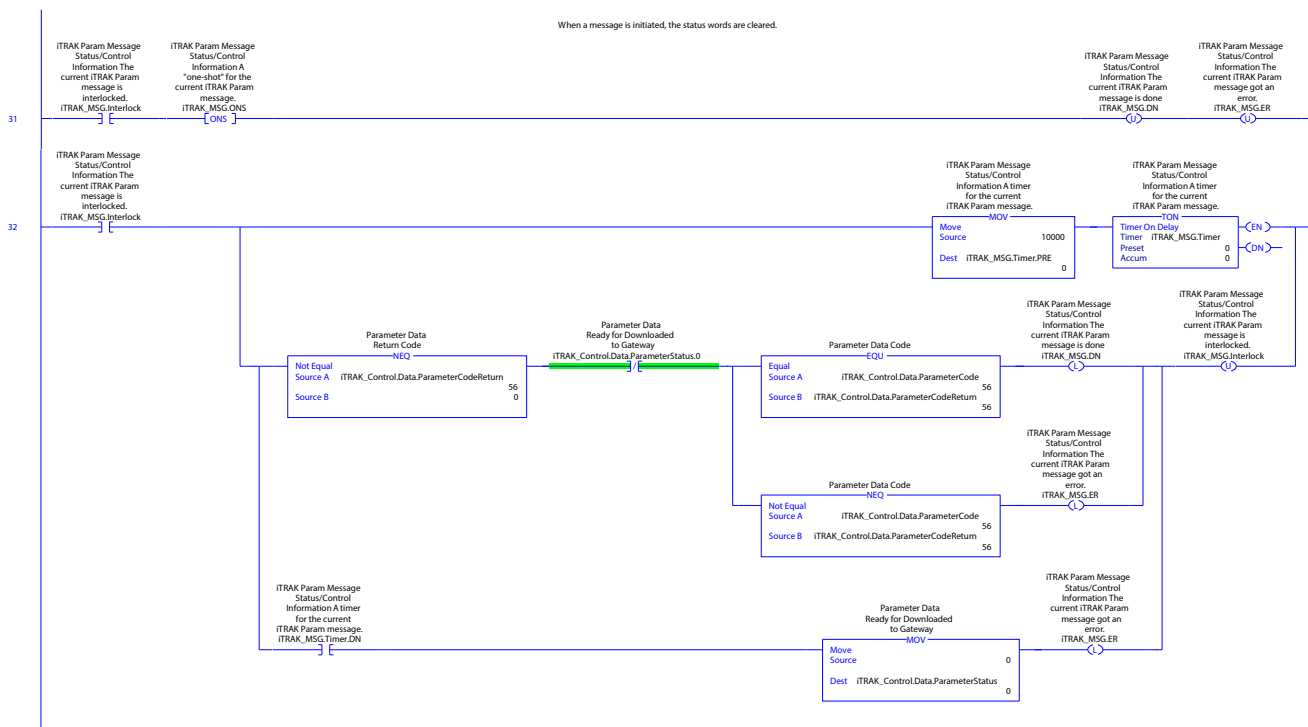 When a message is initiated, the status words are cleared.
iTRAK Param Message
Status/Control
Information The
current iTRAK Param
message is
interlocked.
iTRAK_MSG.Interlock
iTRAK Param Message
Status/Control
Information A
"one-shot" for the
current iTRAK Param
message.
iTRAK_MSG.ONS
iTRAK Param Message
Status/Control
Information The
current iTRAK Param
message is done
iTRAK_MSG.DN
iTRAK Param Message
Status/Control
Information The
current iTRAK Param
message got an
error.
iTRAK_MSG.ER
31
ONS
U
U
iTRAK Param Message
Status/Control
Information The
current iTRAK Param
message is
interlocked.
iTRAK_MSG.Interlock
iTRAK Param Message
Status/Control
Information A timer
for the current
iTRAK Param message.
iTRAK Param Message
Status/Control
Information A timer
for the current
iTRAK Param message.
32
MOV
Move
Source 10000
Dest iTRAK_MSG.Timer.PRE
0
TON
Timer On Delay
Timer iTRAK_MSG.Timer
Preset 0
Accum 0
EN
DN
Parameter Data
Return Code
NEQ
Not Equal
Source A iTRAK_Control.Data.ParameterCodeReturn
56
Source B 0
Parameter Data
Ready for Downloaded
to Gateway
iTRAK_Control.Data.ParameterStatus.0
/
Parameter Data Code
EQU
Equal
Source A iTRAK_Control.Data.ParameterCode
56
Source B iTRAK_Control.Data.ParameterCodeReturn
56
iTRAK Param Message
Status/Control
Information The
current iTRAK Param
message is done
iTRAK_MSG.DN
L
iTRAK Param Message
Status/Control
Information The
current iTRAK Param
message is
interlocked.
iTRAK_MSG.Interlock
U
Parameter Data Code
NEQ
Not Equal
Source A iTRAK_Control.Data.ParameterCode
56
Source B iTRAK_Control.Data.ParameterCodeReturn
56
iTRAK Param Message
Status/Control
Information The
current iTRAK Param
message got an
error.
iTRAK_MSG.ER
L
iTRAK Param Message
Status/Control
Information A timer
for the current
iTRAK Param message.
iTRAK_MSG.Timer.DN
Parameter Data
Ready for Downloaded
to Gateway
MOV
Move
Source 0
Dest iTRAK_Control.Data.ParameterStatus
0
iTRAK Param Message
Status/Control
Information The
current iTRAK Param
message got an
error.
iTRAK_MSG.ER
L